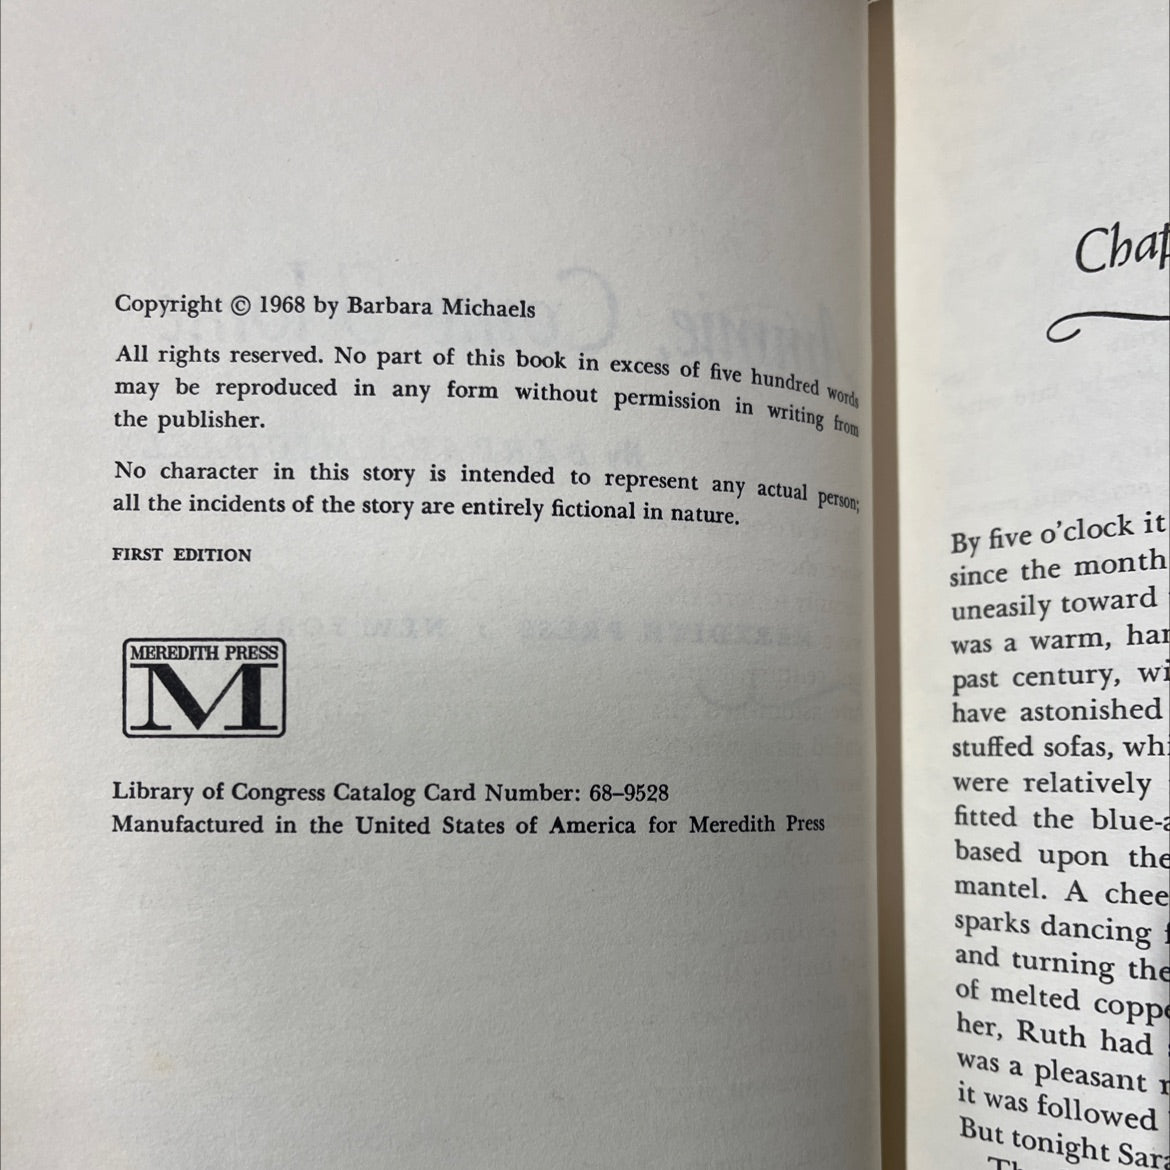 Copyright © 1968 by Barbara Michaels
All rights reserved. No part of this book in excess of five hundred words
may be reproduced in any form without permission in writing from
the publisher.
No character in this story is intended to represent any actual person;
all the incidents of the story are entirely fictional in nature.
FIRST EDITION
MEREDITH PRESS
M
Library of Congress Catalog Card Number: 68–9528
Manufactured in the United States of America for Meredith Press
Chap
By five o'clock it
since the month
uneasily toward
was a warm, har
past century, wi
have astonished
stuffed sofas, whi
were relatively
fitted the blue-a
based upon the
mantel. A chee
sparks dancing f
and turning the
of melted coppe
her, Ruth had
was a pleasant r
it was followed
But tonight Sara
Th